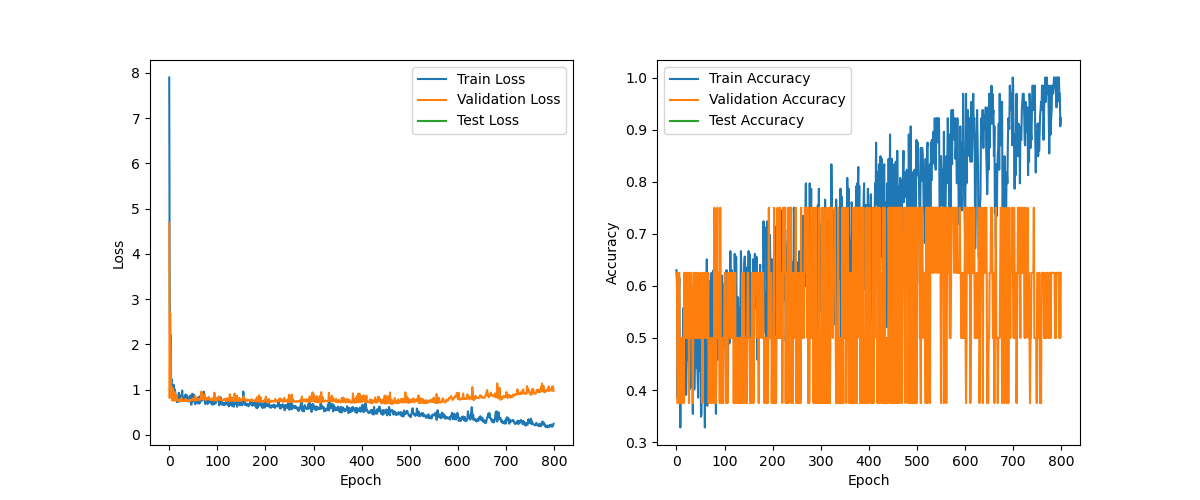 8
7
6
5
4
3
2
1
0
Loss
Train Loss
Validation Loss
Test Loss
0 100 200 300 400 500 600 700 800
Epoch
1.0
0.9
0.8
0.7
0.6
0.5
0.4
0.3
Accuracy
Train Accuracy
Validation Accuracy
Test Accuracy
0 100 200 300 400 500 600 700 800
Epoch